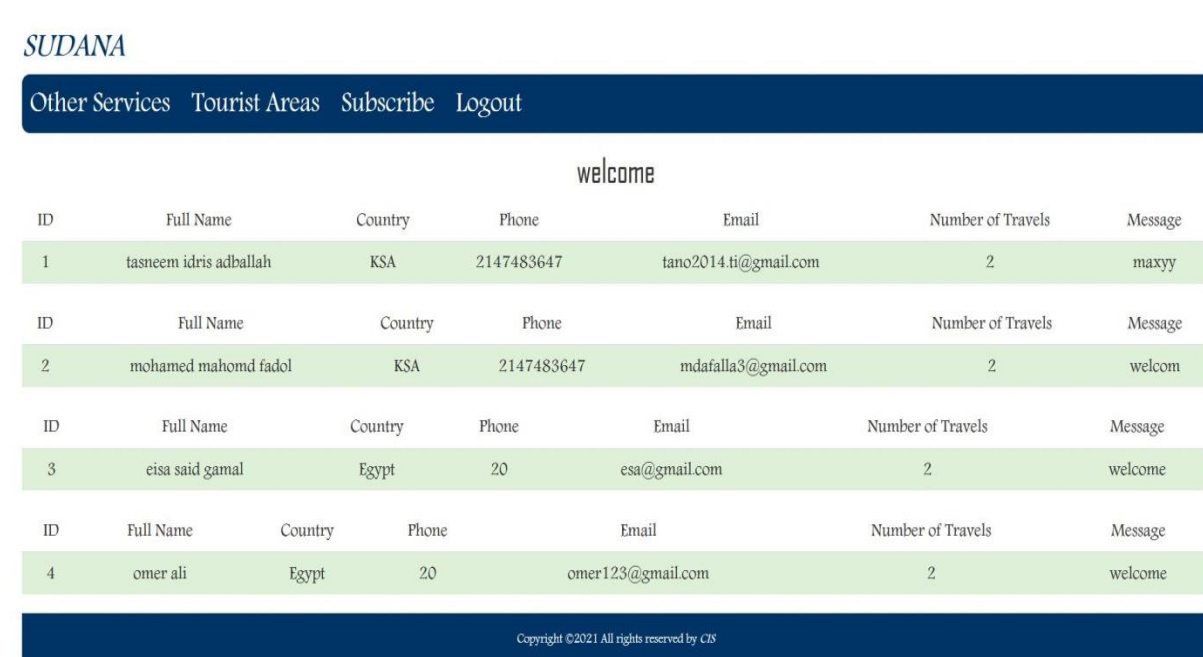 SUDANA
Other Services Tourist Areas Subscribe Logout
welcome
ID Full Name Country Phone Email Number of Travels Message
1 tasneem idris adballah KSA 2147483647 tano2014.ti@gmail.com 2 maxyy
ID Full Name Country Phone Email Number of Travels Message
2 mohamed mahomd fadol KSA 2147483647 mdafalla3@gmail.com 2 welcom
ID Full Name Country Phone Email Number of Travels Message
3 eisa said gamal Egypt 20 esa@gmail.com 2 welcome
ID Full Name Country Phone Email Number of Travels Message
4 omer ali Egypt 20 omer123@gmail.com 2 welcome
Copyright ©2021 All rights reserved by CIS